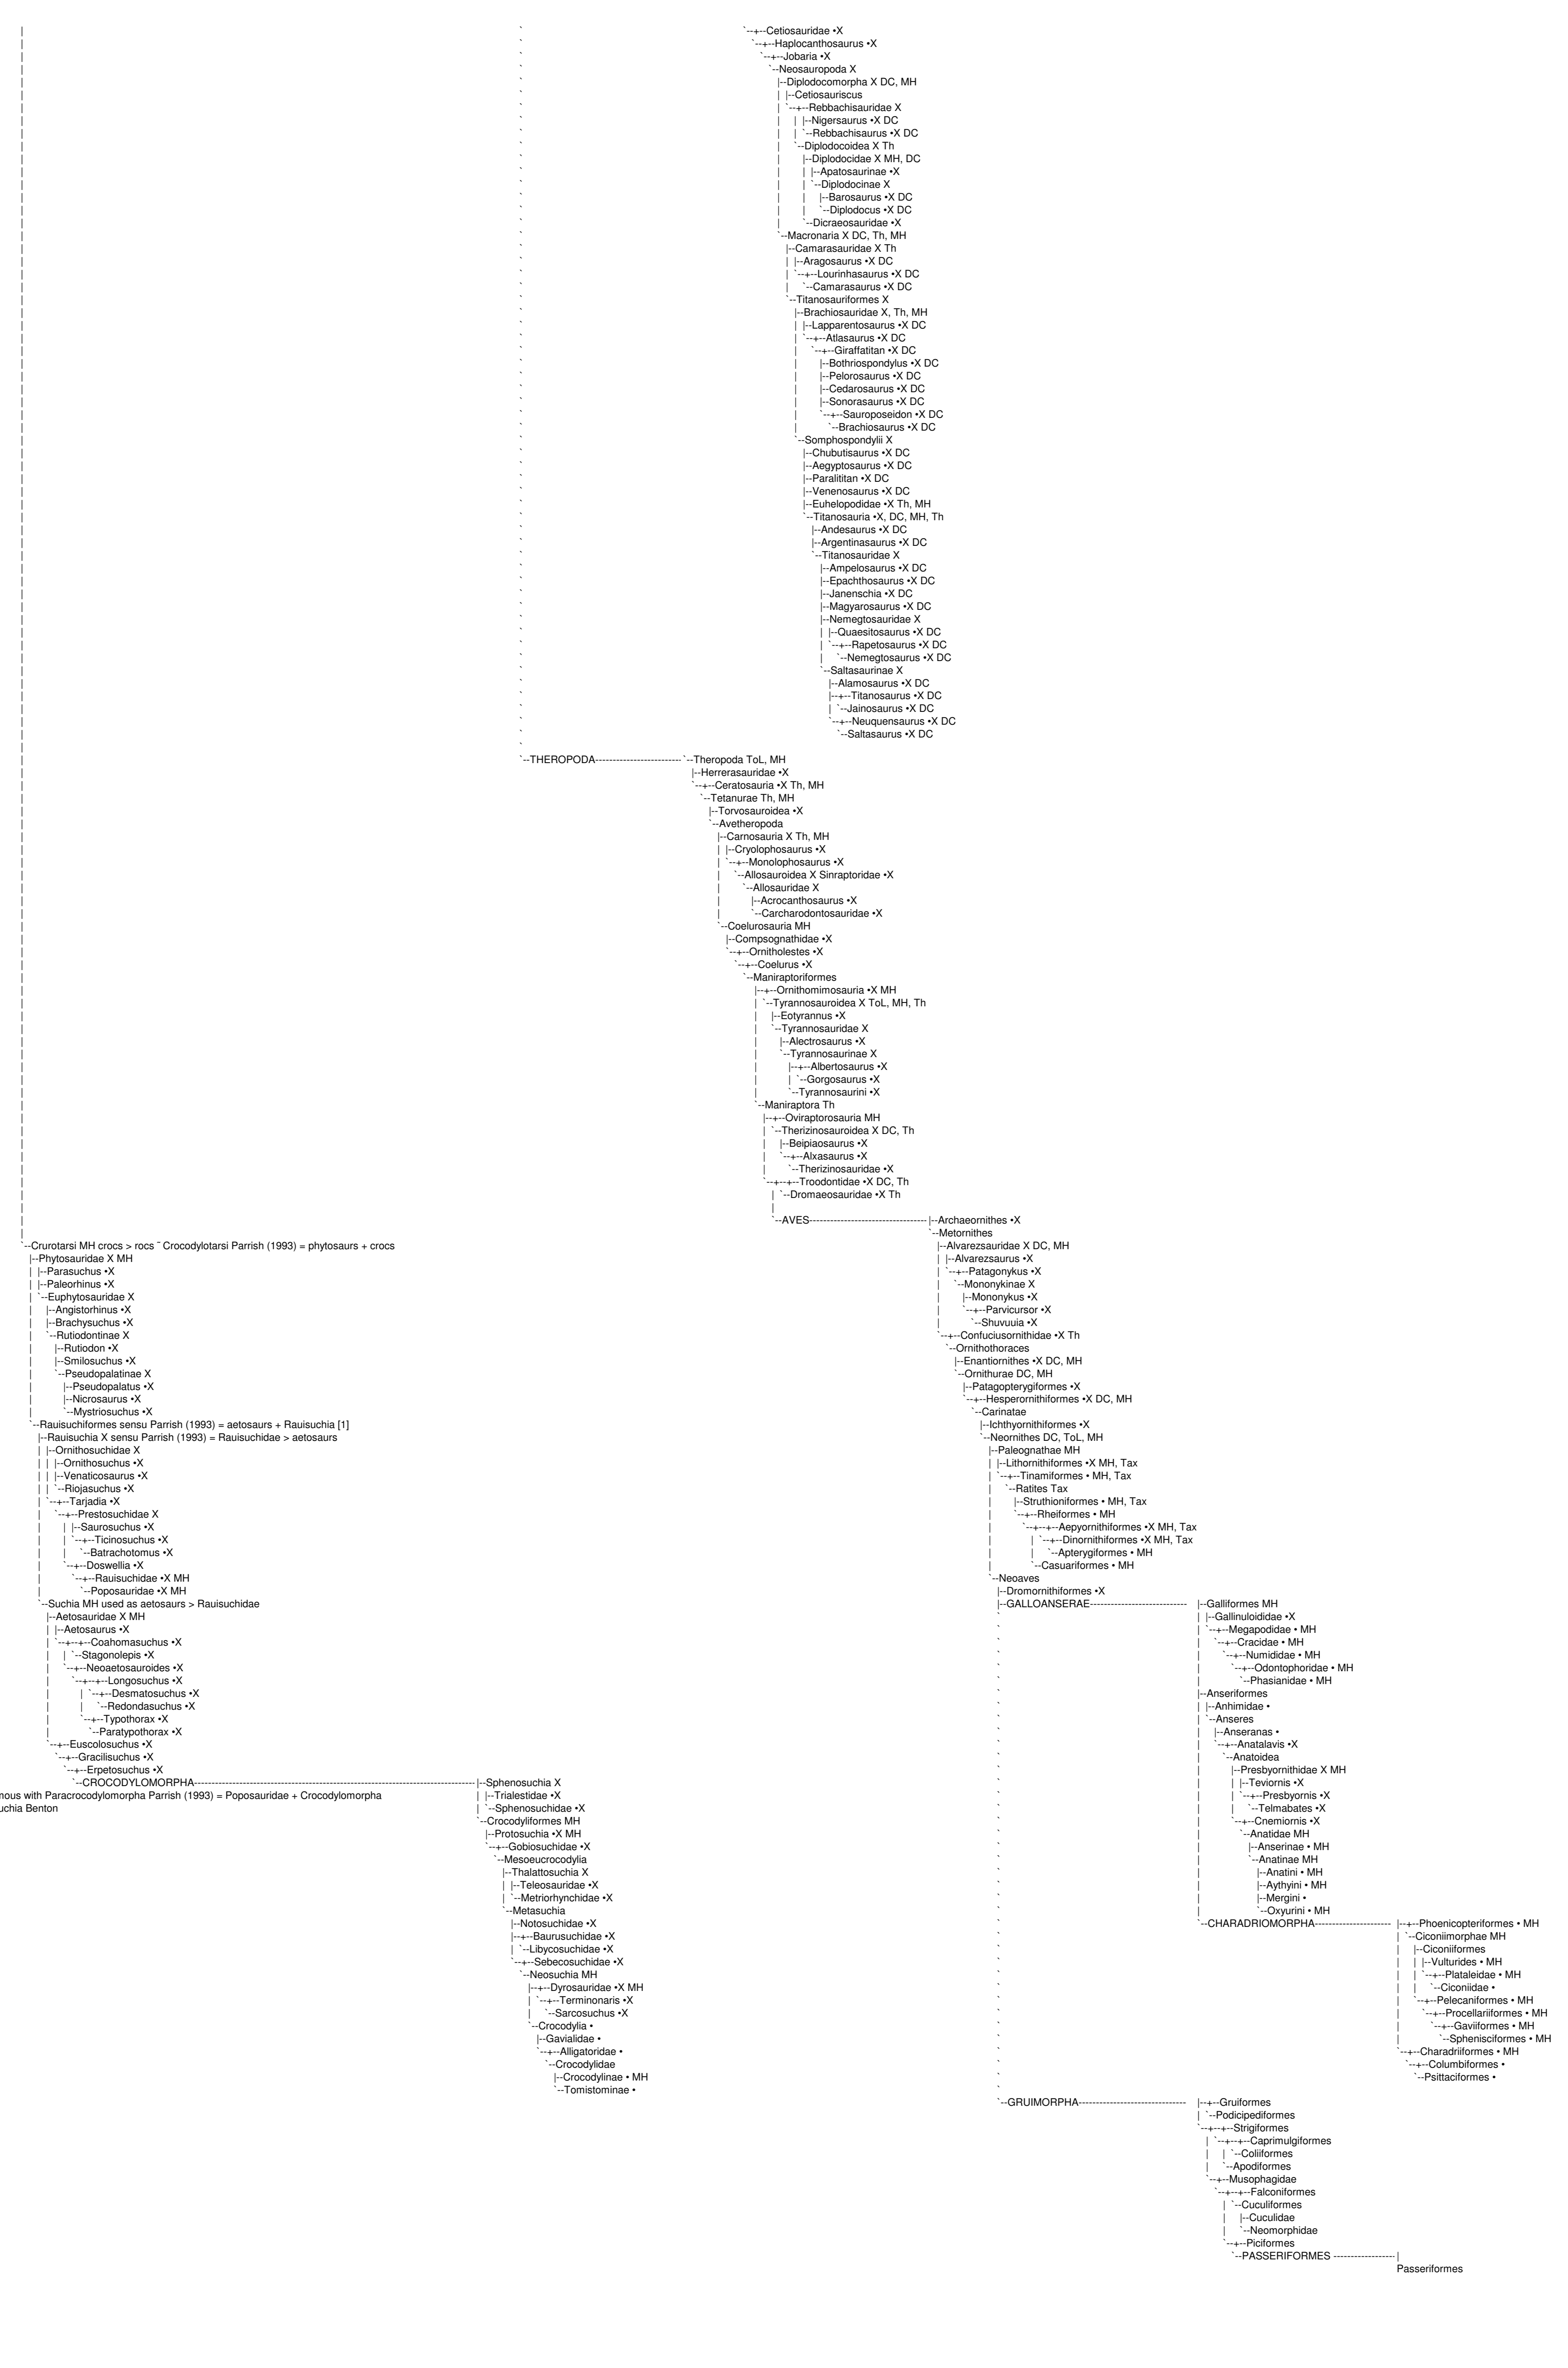 `--+--Cetiosauridae •X
`--+--Haplocanthosaurus •X
`--+--Jobaria •X
`--Neosauropoda X
|--Diplodocomorpha X DC, MH
| |--Cetiosauriscus
| `--+--Rebbachisauridae X
| | |--Nigersaurus •X DC
| | `--Rebbachisaurus •X DC
| `--Diplodocoidea X Th
| |--Diplodocidae X MH, DC
| | |--Apatosaurinae •X
| | `--Diplodocinae X
| | |--Barosaurus •X DC
| | `--Diplodocus •X DC
| `--Dicraeosauridae •X
`--Macronaria X DC, Th, MH
|--Camarasauridae X Th
| |--Aragosaurus •X DC
| `--+--Lourinhasaurus •X DC
| `--Camarasaurus •X DC
`--Titanosauriformes X
|--Brachiosauridae X, Th, MH
| |--Lapparentosaurus •X DC
| `--+--Atlasaurus •X DC
| `--+--Giraffatitan •X DC
| |--Bothriospondylus •X DC
| |--Pelorosaurus •X DC
| |--Cedarosaurus •X DC
| |--Sonorasaurus •X DC
| `--+--Sauroposeidon •X DC
| `--Brachiosaurus •X DC
`--Somphospondylii X
|--Chubutisaurus •X DC
|--Aegyptosaurus •X DC
|--Paralititan •X DC
|--Venenosaurus •X DC
|--Euhelopodidae •X Th, MH
`--Titanosauria •X, DC, MH, Th
|--Andesaurus •X DC
|--Argentinasaurus •X DC
`--Titanosauridae X
|--Ampelosaurus •X DC
|--Epachthosaurus •X DC
|--Janenschia •X DC
|--Magyarosaurus •X DC
|--Nemegtosauridae X
| |--Quaesitosaurus •X DC
| `--+--Rapetosaurus •X DC
| `--Nemegtosaurus •X DC
`--Saltasaurinae X
|--Alamosaurus •X DC
|--+--Titanosaurus •X DC
| `--Jainosaurus •X DC
`--+--Neuquensaurus •X DC
`--Saltasaurus •X DC
`--THEROPODA-------------------------`--Theropoda ToL, MH
|--Herrerasauridae •X
`--+--Ceratosauria •X Th, MH
`--Tetanurae Th, MH
|--Torvosauroidea •X
`--Avetheropoda
|--Carnosauria X Th, MH
| |--Cryolophosaurus •X
| `--+--Monolophosaurus •X
| `--Allosauroidea X Sinraptoridae •X
| `--Allosauridae X
| |--Acrocanthosaurus •X
| `--Carcharodontosauridae •X
`--Coelurosauria MH
|--Compsognathidae •X
`--+--Ornitholestes •X
`--+--Coelurus •X
`--Maniraptoriformes
|--+--Ornithomimosauria •X MH
| `--Tyrannosauroidea X ToL, MH, Th
| |--Eotyrannus •X
| `--Tyrannosauridae X
| |--Alectrosaurus •X
| `--Tyrannosaurinae X
| |--+--Albertosaurus •X
| | `--Gorgosaurus •X
| `--Tyrannosaurini •X
`--Maniraptora Th
|--+--Oviraptorosauria MH
| `--Therizinosauroidea X DC, Th
| |--Beipiaosaurus •X
| `--+--Alxasaurus •X
| `--Therizinosauridae •X
`--+--+--Troodontidae •X DC, Th
| `--Dromaeosauridae •X Th
|
`--AVES----------------------------------|--Archaeornithes •X
`--Metornithes
`--Crurotarsi MH crocs > rocs ¯ Crocodylotarsi Parrish (1993) = phytosaurs + crocs |--Alvarezsauridae X DC, MH
|--Phytosauridae X MH | |--Alvarezsaurus •X
| |--Parasuchus •X | `--+--Patagonykus •X
| |--Paleorhinus •X | `--Mononykinae X
| `--Euphytosauridae X | |--Mononykus •X
| |--Angistorhinus •X | `--+--Parvicursor •X
| |--Brachysuchus •X | `--Shuvuuia •X
| `--Rutiodontinae X `--+--Confuciusornithidae •X Th
| |--Rutiodon •X `--Ornithothoraces
| |--Smilosuchus •X |--Enantiornithes •X DC, MH
| `--Pseudopalatinae X `--Ornithurae DC, MH
| |--Pseudopalatus •X |--Patagopterygiformes •X
| |--Nicrosaurus •X `--+--Hesperornithiformes •X DC, MH
| `--Mystriosuchus •X `--Carinatae
`--Rauisuchiformes sensu Parrish (1993) = aetosaurs + Rauisuchia [1] |--Ichthyornithiformes •X
|--Rauisuchia X sensu Parrish (1993) = Rauisuchidae > aetosaurs `--Neornithes DC, ToL, MH
| |--Ornithosuchidae X |--Paleognathae MH
| | |--Ornithosuchus •X | |--Lithornithiformes •X MH, Tax
| | |--Venaticosaurus •X | `--+--Tinamiformes • MH, Tax
| | `--Riojasuchus •X | `--Ratites Tax
| `--+--Tarjadia •X | |--Struthioniformes • MH, Tax
| `--+--Prestosuchidae X | `--+--Rheiformes • MH
| | |--Saurosuchus •X | `--+--+--Aepyornithiformes •X MH, Tax
| | `--+--Ticinosuchus •X | | `--+--Dinornithiformes •X MH, Tax
| | `--Batrachotomus •X | | `--Apterygiformes • MH
| `--+--Doswellia •X | `--Casuariformes • MH
| `--+--Rauisuchidae •X MH `--Neoaves
| `--Poposauridae •X MH |--Dromornithiformes •X
`--Suchia MH used as aetosaurs > Rauisuchidae |--GALLOANSERAE---------------------------- |--Galliformes MH
|--Aetosauridae X MH | |--Gallinuloididae •X
| |--Aetosaurus •X | `--+--Megapodidae • MH
| `--+--+--Coahomasuchus •X | `--+--Cracidae • MH
| | `--Stagonolepis •X | `--+--Numididae • MH
| `--+--Neoaetosauroides •X | `--+--Odontophoridae • MH
| `--+--+--Longosuchus •X | `--Phasianidae • MH
| | `--+--Desmatosuchus •X |--Anseriformes
| | `--Redondasuchus •X | |--Anhimidae •
| `--+--Typothorax •X | `--Anseres
| `--Paratypothorax •X | |--Anseranas •
`--+--Euscolosuchus •X | `--+--Anatalavis •X
`--+--Gracilisuchus •X | `--Anatoidea
`--+--Erpetosuchus •X | |--Presbyornithidae X MH
`--CROCODYLOMORPHA--------------------------------------------------------------------------------|--Sphenosuchia X | | |--Teviornis •X
mous with Paracrocodylomorpha Parrish (1993) = Poposauridae + Crocodylomorpha | |--Trialestidae •X | | `--+--Presbyornis •X
uchia Benton | `--Sphenosuchidae •X | | `--Telmabates •X
`--Crocodyliformes MH | `--+--Cnemiornis •X
|--Protosuchia •X MH | `--Anatidae MH
`--+--Gobiosuchidae •X | |--Anserinae • MH
`--Mesoeucrocodylia | `--Anatinae MH
|--Thalattosuchia X | |--Anatini • MH
| |--Teleosauridae •X | |--Aythyini • MH
| `--Metriorhynchidae •X | |--Mergini •
`--Metasuchia | `--Oxyurini • MH
|--Notosuchidae •X `--CHARADRIOMORPHA---------------------- |--+--Phoenicopteriformes • MH
|--+--Baurusuchidae •X | `--Ciconiimorphae MH
| `--Libycosuchidae •X | |--Ciconiiformes
`--+--Sebecosuchidae •X | | |--Vulturides • MH
`--Neosuchia MH | | `--+--Plataleidae • MH
|--+--Dyrosauridae •X MH | | `--Ciconiidae •
| `--+--Terminonaris •X | `--+--Pelecaniformes • MH
| `--Sarcosuchus •X | `--+--Procellariiformes • MH
`--Crocodylia • | `--+--Gaviiformes • MH
|--Gavialidae • | `--Sphenisciformes • MH
`--+--Alligatoridae • `--+--Charadriiformes • MH
`--Crocodylidae `--+--Columbiformes •
|--Crocodylinae • MH `--Psittaciformes •
`--Tomistominae •
`--GRUIMORPHA------------------------------- |--+--Gruiformes
| `--Podicipediformes
`--+--+--Strigiformes
| `--+--+--Caprimulgiformes
| | `--Coliiformes
| `--Apodiformes
`--+--Musophagidae
`--+--+--Falconiformes
| `--Cuculiformes
| |--Cuculidae
| `--Neomorphidae
`--+--Piciformes
`--PASSERIFORMES ------------------|
Passeriformes